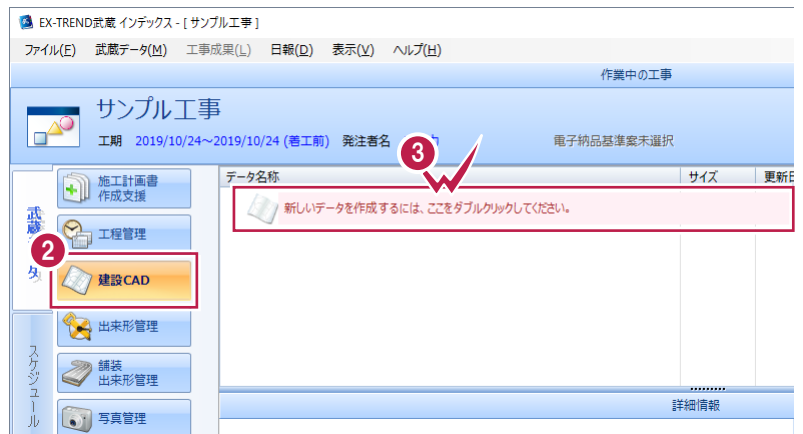 EX-TREND武蔵 インデックス - [ サンプル工事 ]
ファイル(F) 武蔵データ(M) 工事成果(L) 日報(D) 表示(V) ヘルプ(H)
作業中の工事
サンプル工事
工期 2019/10/24～2019/10/24 (着工前) 発注者名 電子納品基準案未選択
3
データ名称 サイズ 更新日
新しいデータを作成するには、ここをダブルクリックしてください。
施工計画書
作成支援
工程管理
2
建設CAD
出来形管理
舗装
出来形管理
写真管理
スケジュール
詳細情報